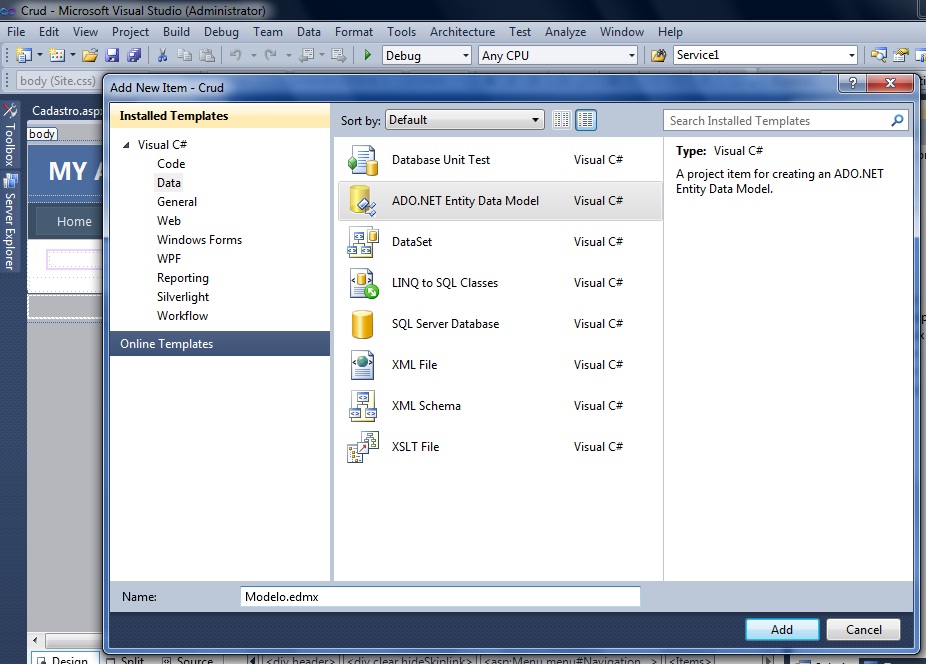 Crud - Microsoft Visual Studio (Administrator)
File Edit View Project Build Debug Team Data Format Tools Architecture Test Analyze Window Help
Debug Any CPU Service1
body (Site.css)
Add New Item - Crud
Cadastro.asp
body
MY A
Home
Toolbox
Server Explorer
Installed Templates
Visual C#
Code
Data
General
Web
Windows Forms
WPF
Reporting
Silverlight
Workflow
Online Templates
Sort by: Default
Search Installed Templates
Database Unit Test Visual C#
ADO.NET Entity Data Model Visual C#
DataSet Visual C#
LINQ to SQL Classes Visual C#
SQL Server Database Visual C#
XML File Visual C#
XML Schema Visual C#
XSLT File Visual C#
Type: Visual C#
A project item for creating an ADO.NET
Entity Data Model.
Name: Modelo.edmx
Add Cancel
Design Split Source <div.header> <div.clear.hideSkiplink> <asp:Menu.menu#Navigation...> <Items>